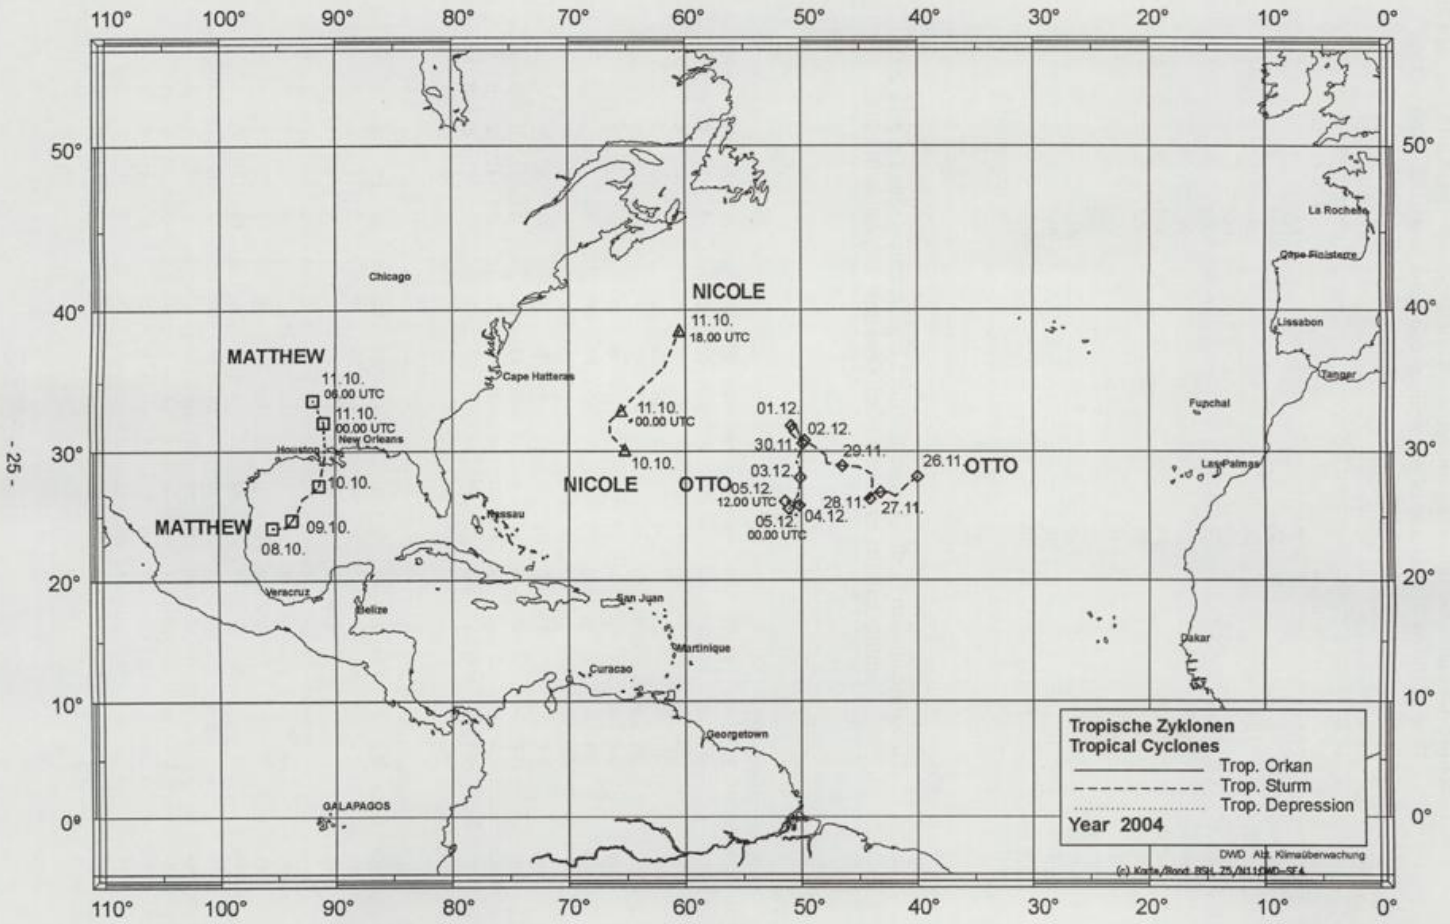 110° 100° 90° 80° 70° 60° 50° 40° 30° 20° 10° 0°
50° 50°
La Rochelle
Cape Finisterre
Chicago
NICOLE
40° 40°
11.10.
18.00 UTC
Lissabon
MATTHEW
11.10.
06.00 UTC
Cape Hatteras
Tanger
11.10.
00.00 UTC
11.10.
00.00 UTC
01.12.
02.12.
Funchal
New Orleans
Houston
30° 30°
10.10.
30.11.
29.11.
26.11.
OTTO
Las Palmas
- 25 -
10.10.
NICOLE
OTTO
03.12.
05.12.
12.00 UTC
28.11.
27.11.
MATTHEW
09.10.
08.10.
Nassau
04.12.
05.12.
00.00 UTC
20° 20°
Veracruz
Belize
San Juan
Dakar
Martinique
Curacao
10° 10°
Georgetown
Tropische Zyklonen
Tropical Cyclones
Trop. Orkan
Trop. Sturm
Trop. Depression
Year 2004
GALAPAGOS
0° 0°
DWD Abt. Klimaüberwachung
110° 100° 90° 80° 70° 60° 50° 40° 30° 20° 10° 0°